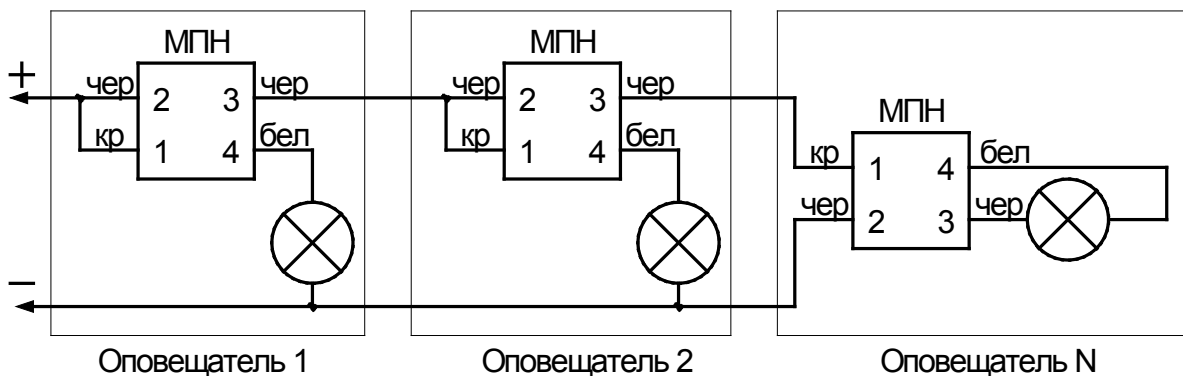 МПН
МПН
+
чер
2
3
чер
чер
2
3
чер
МПН
кр
1
4
бел
кр
1
4
бел
кр
1
4
бел
чер
2
3
чер
–
Оповещатель 1
Оповещатель 2
Оповещатель N